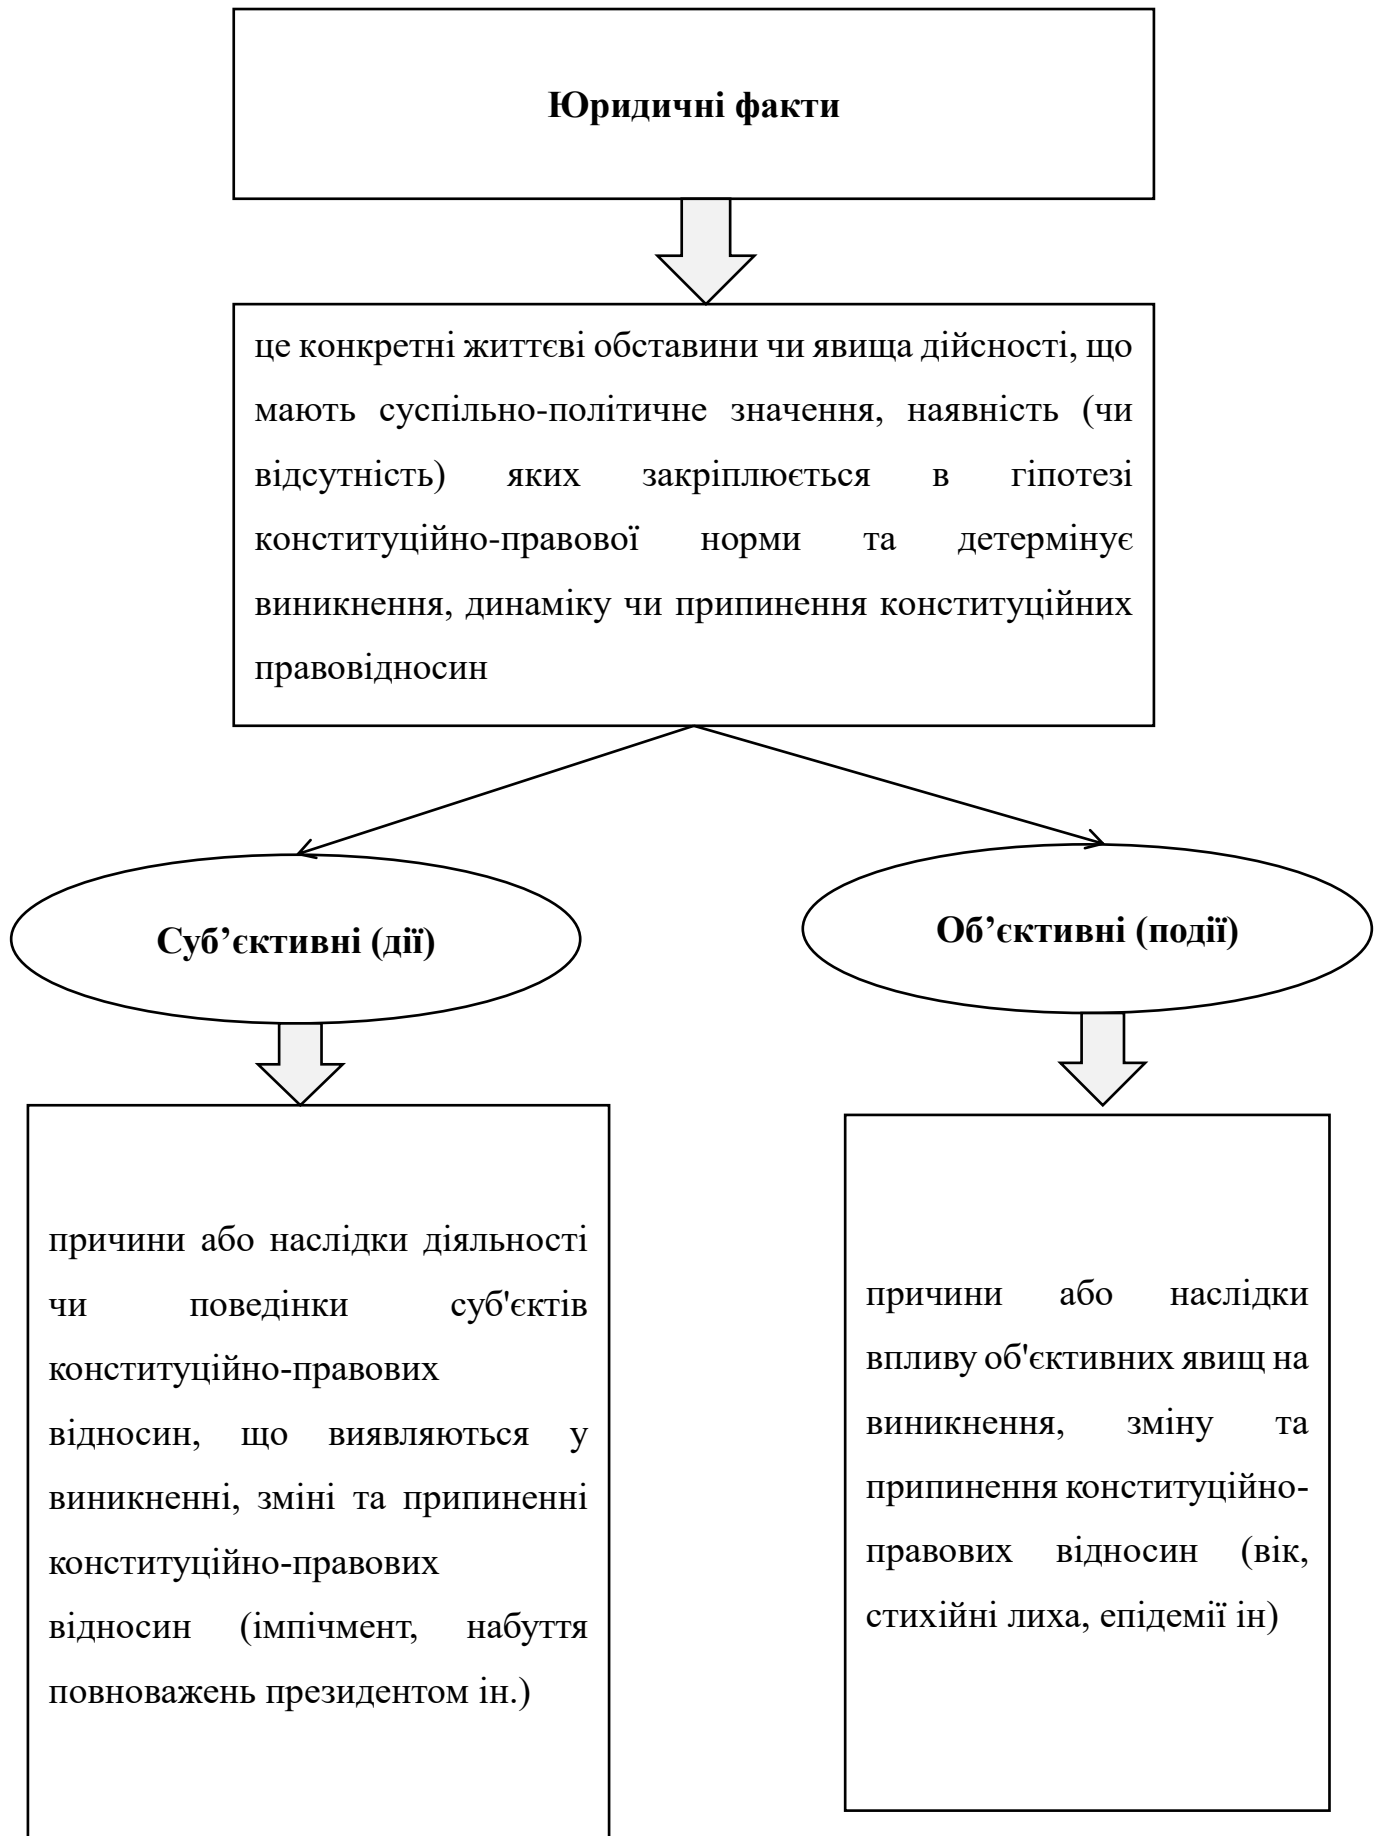 Юридичні факти
це конкретні життєві обставини чи явища дійсності, що
мають суспільно-політичне значення, наявність (чи
відсутність) яких закріплюється в гіпотезі
конституційно-правової норми та детермінує
виникнення, динаміку чи припинення конституційних
правовідносин
Суб’єктивні (дії)
Об’єктивні (події)
причини або наслідки діяльності
чи поведінки суб'єктів
конституційно-правових
відносин, що виявляються у
виникненні, зміні та припиненні
конституційно-правових
відносин (імпічмент, набуття
повноважень президентом ін.)
причини або наслідки
впливу об'єктивних явищ на
виникнення, зміну та
припинення конституційно-
правових відносин (вік,
стихійні лиха, епідемії ін)